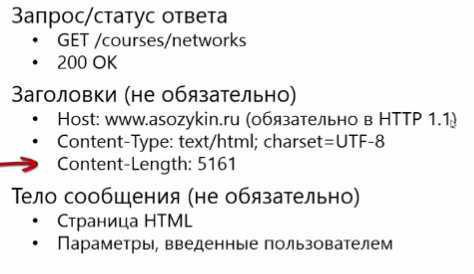 Запрос/статус ответа
• GET /courses/networks
• 200 OK
Заголовки (не обязательно)
• Host: www.asozykin.ru (обязательно в HTTP 1.1)
• Content-Type: text/html; charset=UTF-8
Content-Length: 5161
Тело сообщения (не обязательно)
• Страница HTML
• Параметры, введенные пользователем